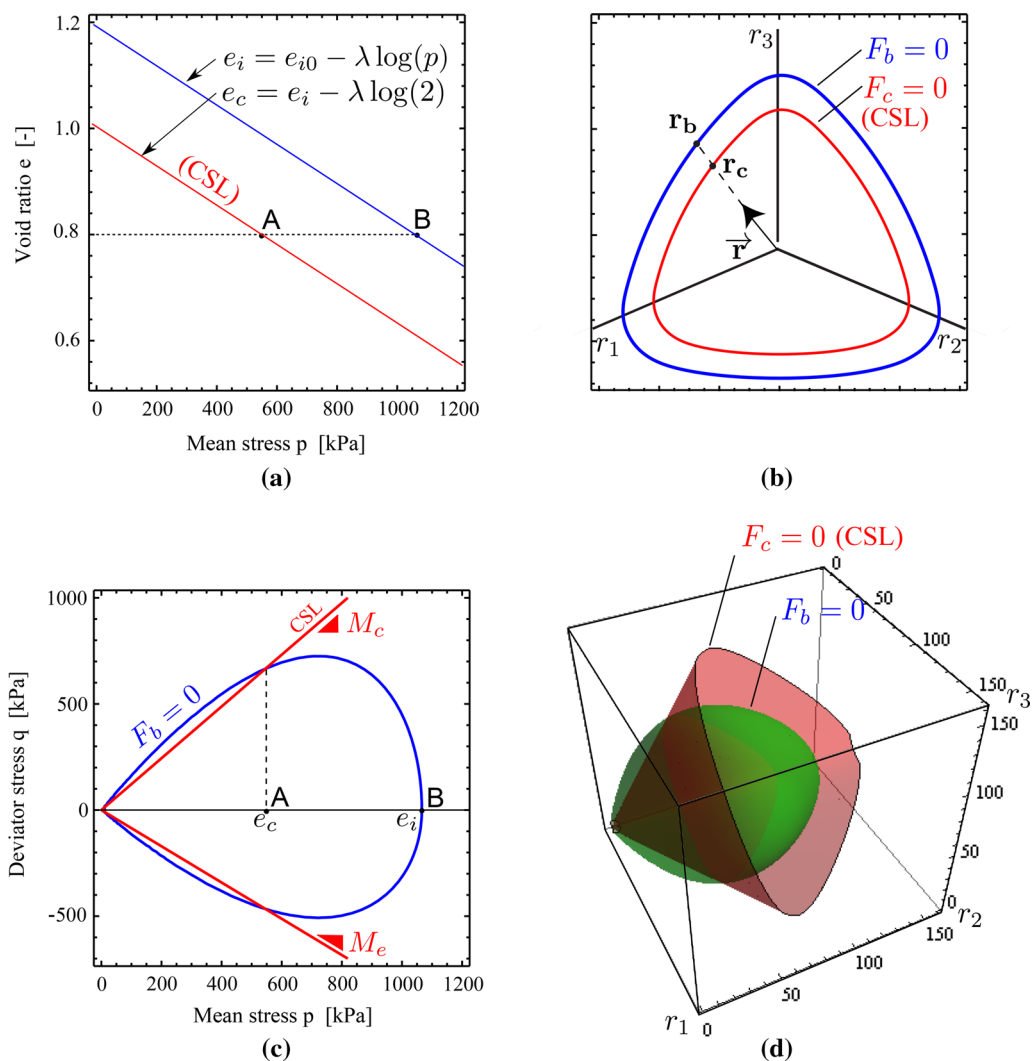 1.2
1.0
0.8
0.6
Void ratio e [-]
e_i = e_{i0} − λ log(p)
e_c = e_i − λ log(2)
(CSL)
A
B
0 200 400 600 800 1000 1200
Mean stress p [kPa]
(a)
r_3
F_b = 0
F_c = 0
(CSL)
r_b
r_c
r⃗
r_1
r_2
(b)
1000
500
0
-500
Deviator stress q [kPa]
CSL
M_c
F_b = 0
A
B
e_c
e_i
M_e
0 200 400 600 800 1000 1200
Mean stress p [kPa]
(c)
F_c = 0 (CSL)
F_b = 0
0
50
100
150
r_3
150
100
50
0
r_2
150
100
50
0
r_1
(d)